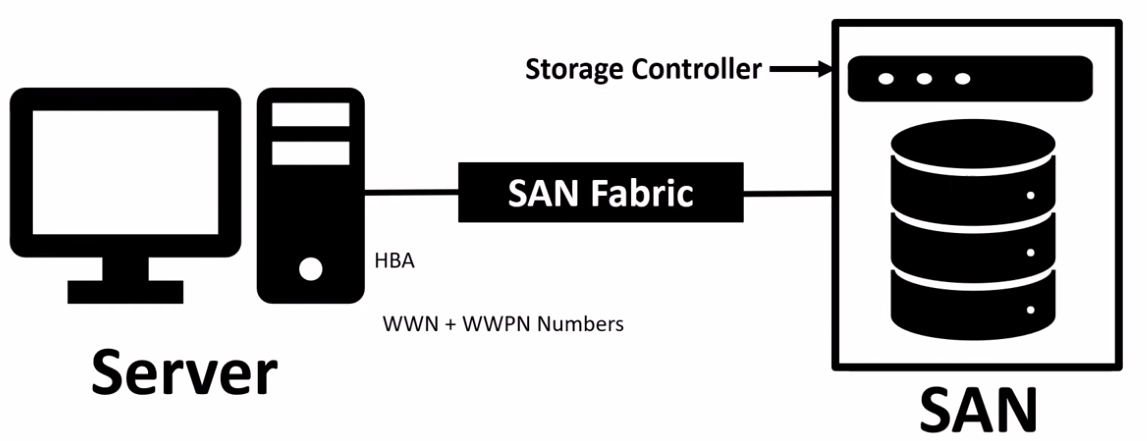 Storage Controller
SAN Fabric
HBA
WWN + WWPN Numbers
Server
SAN